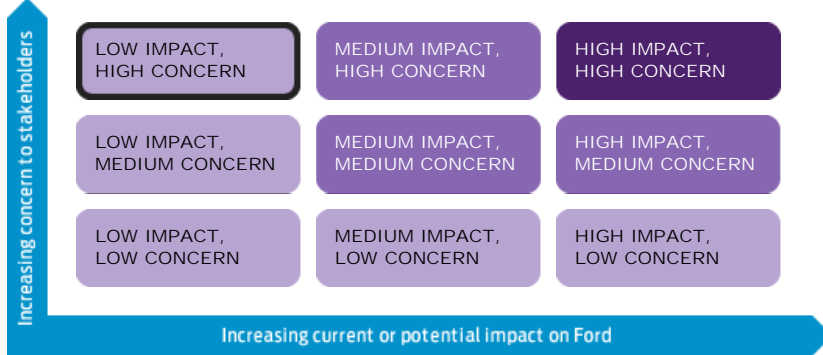 Increasing concern to stakeholders
LOW IMPACT,
HIGH CONCERN
MEDIUM IMPACT,
HIGH CONCERN
HIGH IMPACT,
HIGH CONCERN
LOW IMPACT,
MEDIUM CONCERN
MEDIUM IMPACT,
MEDIUM CONCERN
HIGH IMPACT,
MEDIUM CONCERN
LOW IMPACT,
LOW CONCERN
MEDIUM IMPACT,
LOW CONCERN
HIGH IMPACT,
LOW CONCERN
Increasing current or potential impact on Ford